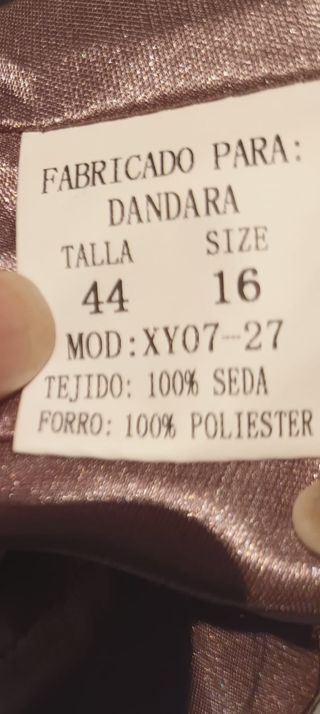 FABRICADO PARA:
DANDARA
TALLA SIZE
44 16
MOD:XY07-27
TEJIDO: 100% SEDA
FORRO: 100% POLIESTER